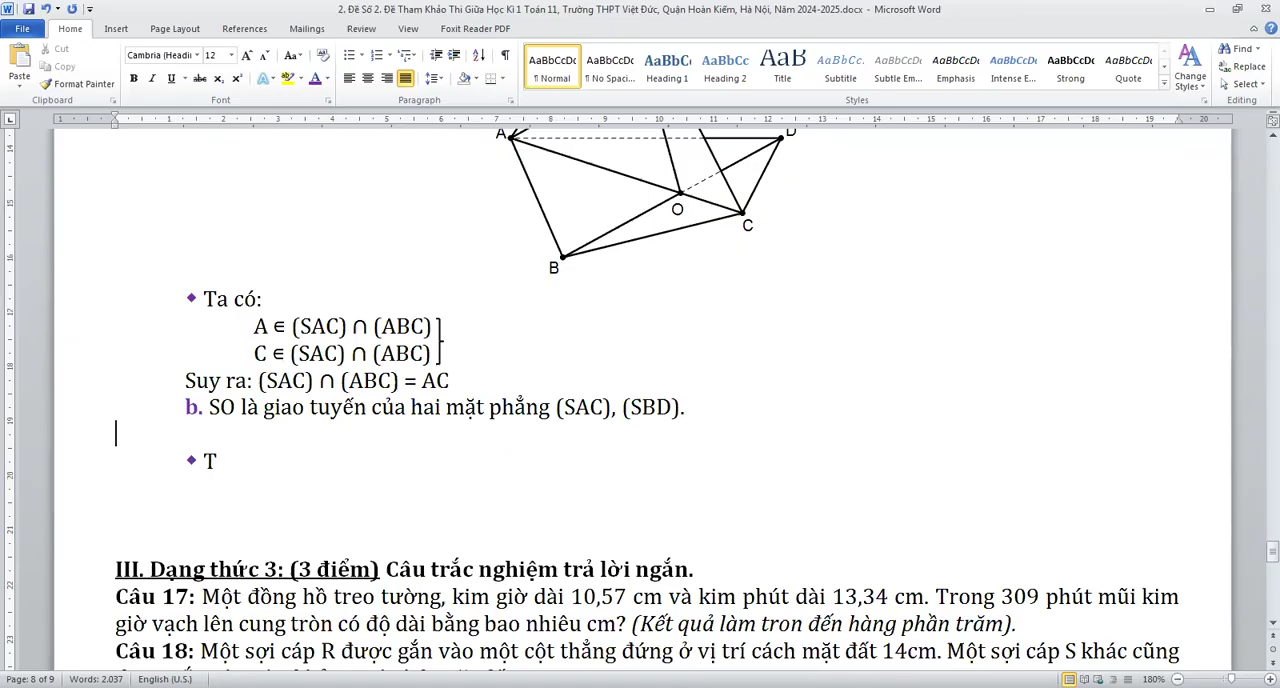 2. Đề Số 2. Đề Tham Khảo Thi Giữa Học Kì 1 Toán 11, Trường THPT Việt Đức, Quận Hoàn Kiếm, Hà Nội, Năm 2024-2025.docx - Microsoft Word
File Home Insert Page Layout References Mailings Review View Foxit Reader PDF
Paste
Cut
Copy
Format Painter
Clipboard
Cambria (Headi 12
Font
Paragraph
AaBbCcDc AaBbCcDc AaBbC AaBbCc AaB AaBbCc. AaBbCcDc AaBbCcDc AaBbCcDc AaBbCcDc AaBbCcDc
¶ Normal ¶ No Spaci... Heading 1 Heading 2 Title Subtitle Subtle Em... Emphasis Intense E... Strong Quote
Styles
Change Styles
Find
Replace
Select
Editing
A
D
O
C
B
Ta có:
A ∈ (SAC) ∩ (ABC)
C ∈ (SAC) ∩ (ABC)
Suy ra: (SAC) ∩ (ABC) = AC
b. SO là giao tuyến của hai mặt phẳng (SAC), (SBD).
T
III. Dạng thức 3: (3 điểm) Câu trắc nghiệm trả lời ngắn.
Câu 17: Một đồng hồ treo tường, kim giờ dài 10,57 cm và kim phút dài 13,34 cm. Trong 309 phút mũi kim
giờ vạch lên cung tròn có độ dài bằng bao nhiêu cm? (Kết quả làm tron đến hàng phần trăm).
Câu 18: Một sợi cáp R được gắn vào một cột thẳng đứng ở vị trí cách mặt đất 14cm. Một sợi cáp S khác cũng
Page: 8 of 9 Words: 2.037 English (U.S.) 180%